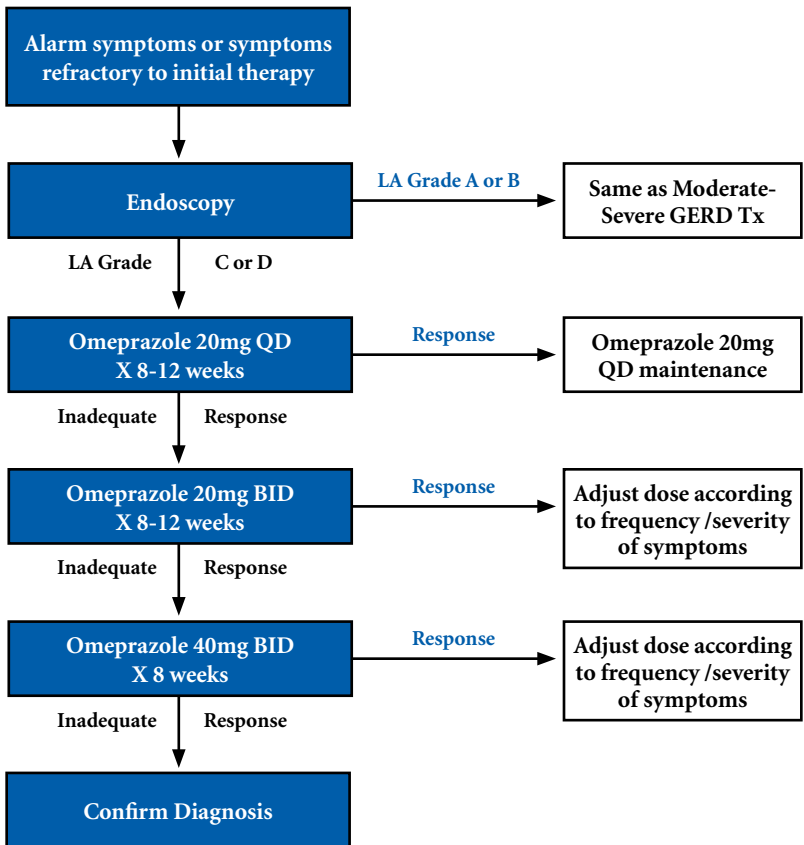 Alarm symptoms or symptoms
refractory to initial therapy
Endoscopy
LA Grade A or B
Same as Moderate-
Severe GERD Tx
LA Grade C or D
Omeprazole 20mg QD
X 8-12 weeks
Response
Omeprazole 20mg
QD maintenance
Inadequate Response
Omeprazole 20mg BID
X 8-12 weeks
Response
Adjust dose according
to frequency /severity
of symptoms
Inadequate Response
Omeprazole 40mg BID
X 8 weeks
Response
Adjust dose according
to frequency /severity
of symptoms
Inadequate Response
Confirm Diagnosis